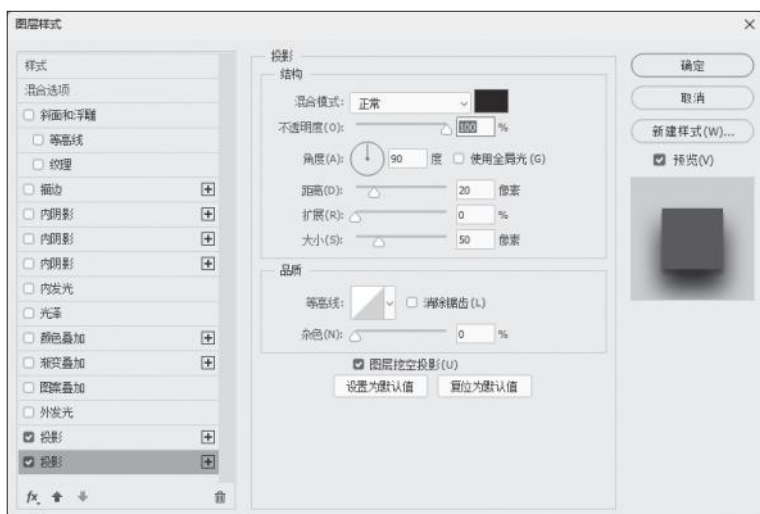 图层样式
样式
混合选项
斜面和浮雕
等高线
纹理
描边
内阴影
内阴影
内阴影
内发光
光泽
颜色叠加
渐变叠加
图案叠加
外发光
投影
投影
fx
投影
结构
混合模式: 正常
不透明度(O): 100 %
角度(A): 90 度 使用全局光 (G)
距离(D): 20 像素
扩展(R): 0 %
大小(S): 50 像素
品质
等高线: 消除锯齿 (L)
杂色(N): 0 %
图层挖空投影(U)
设置为默认值 复位为默认值
确定
取消
新建样式(W)...
预览(V)